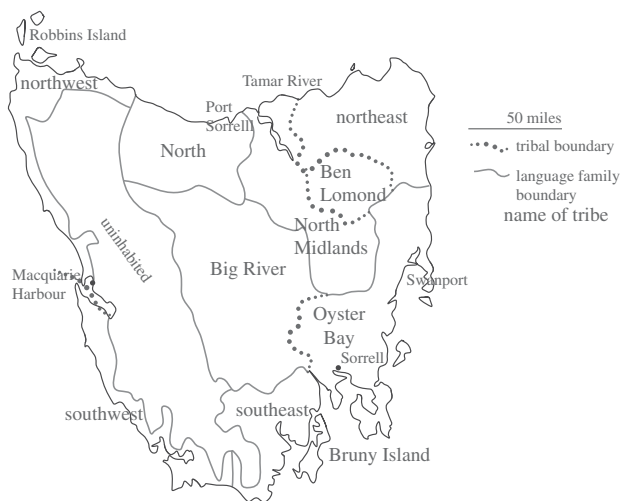 Robbins Island
northwest
Tamar River
Port
Sorrelll
northeast
North
Ben
Lomond
North
Midlands
uninhabited
Big River
Macquarie
Harbour
Swanport
Oyster
Bay
Sorrell
southwest
southeast
Bruny Island
50 miles
tribal boundary
language family
boundary
name of tribe